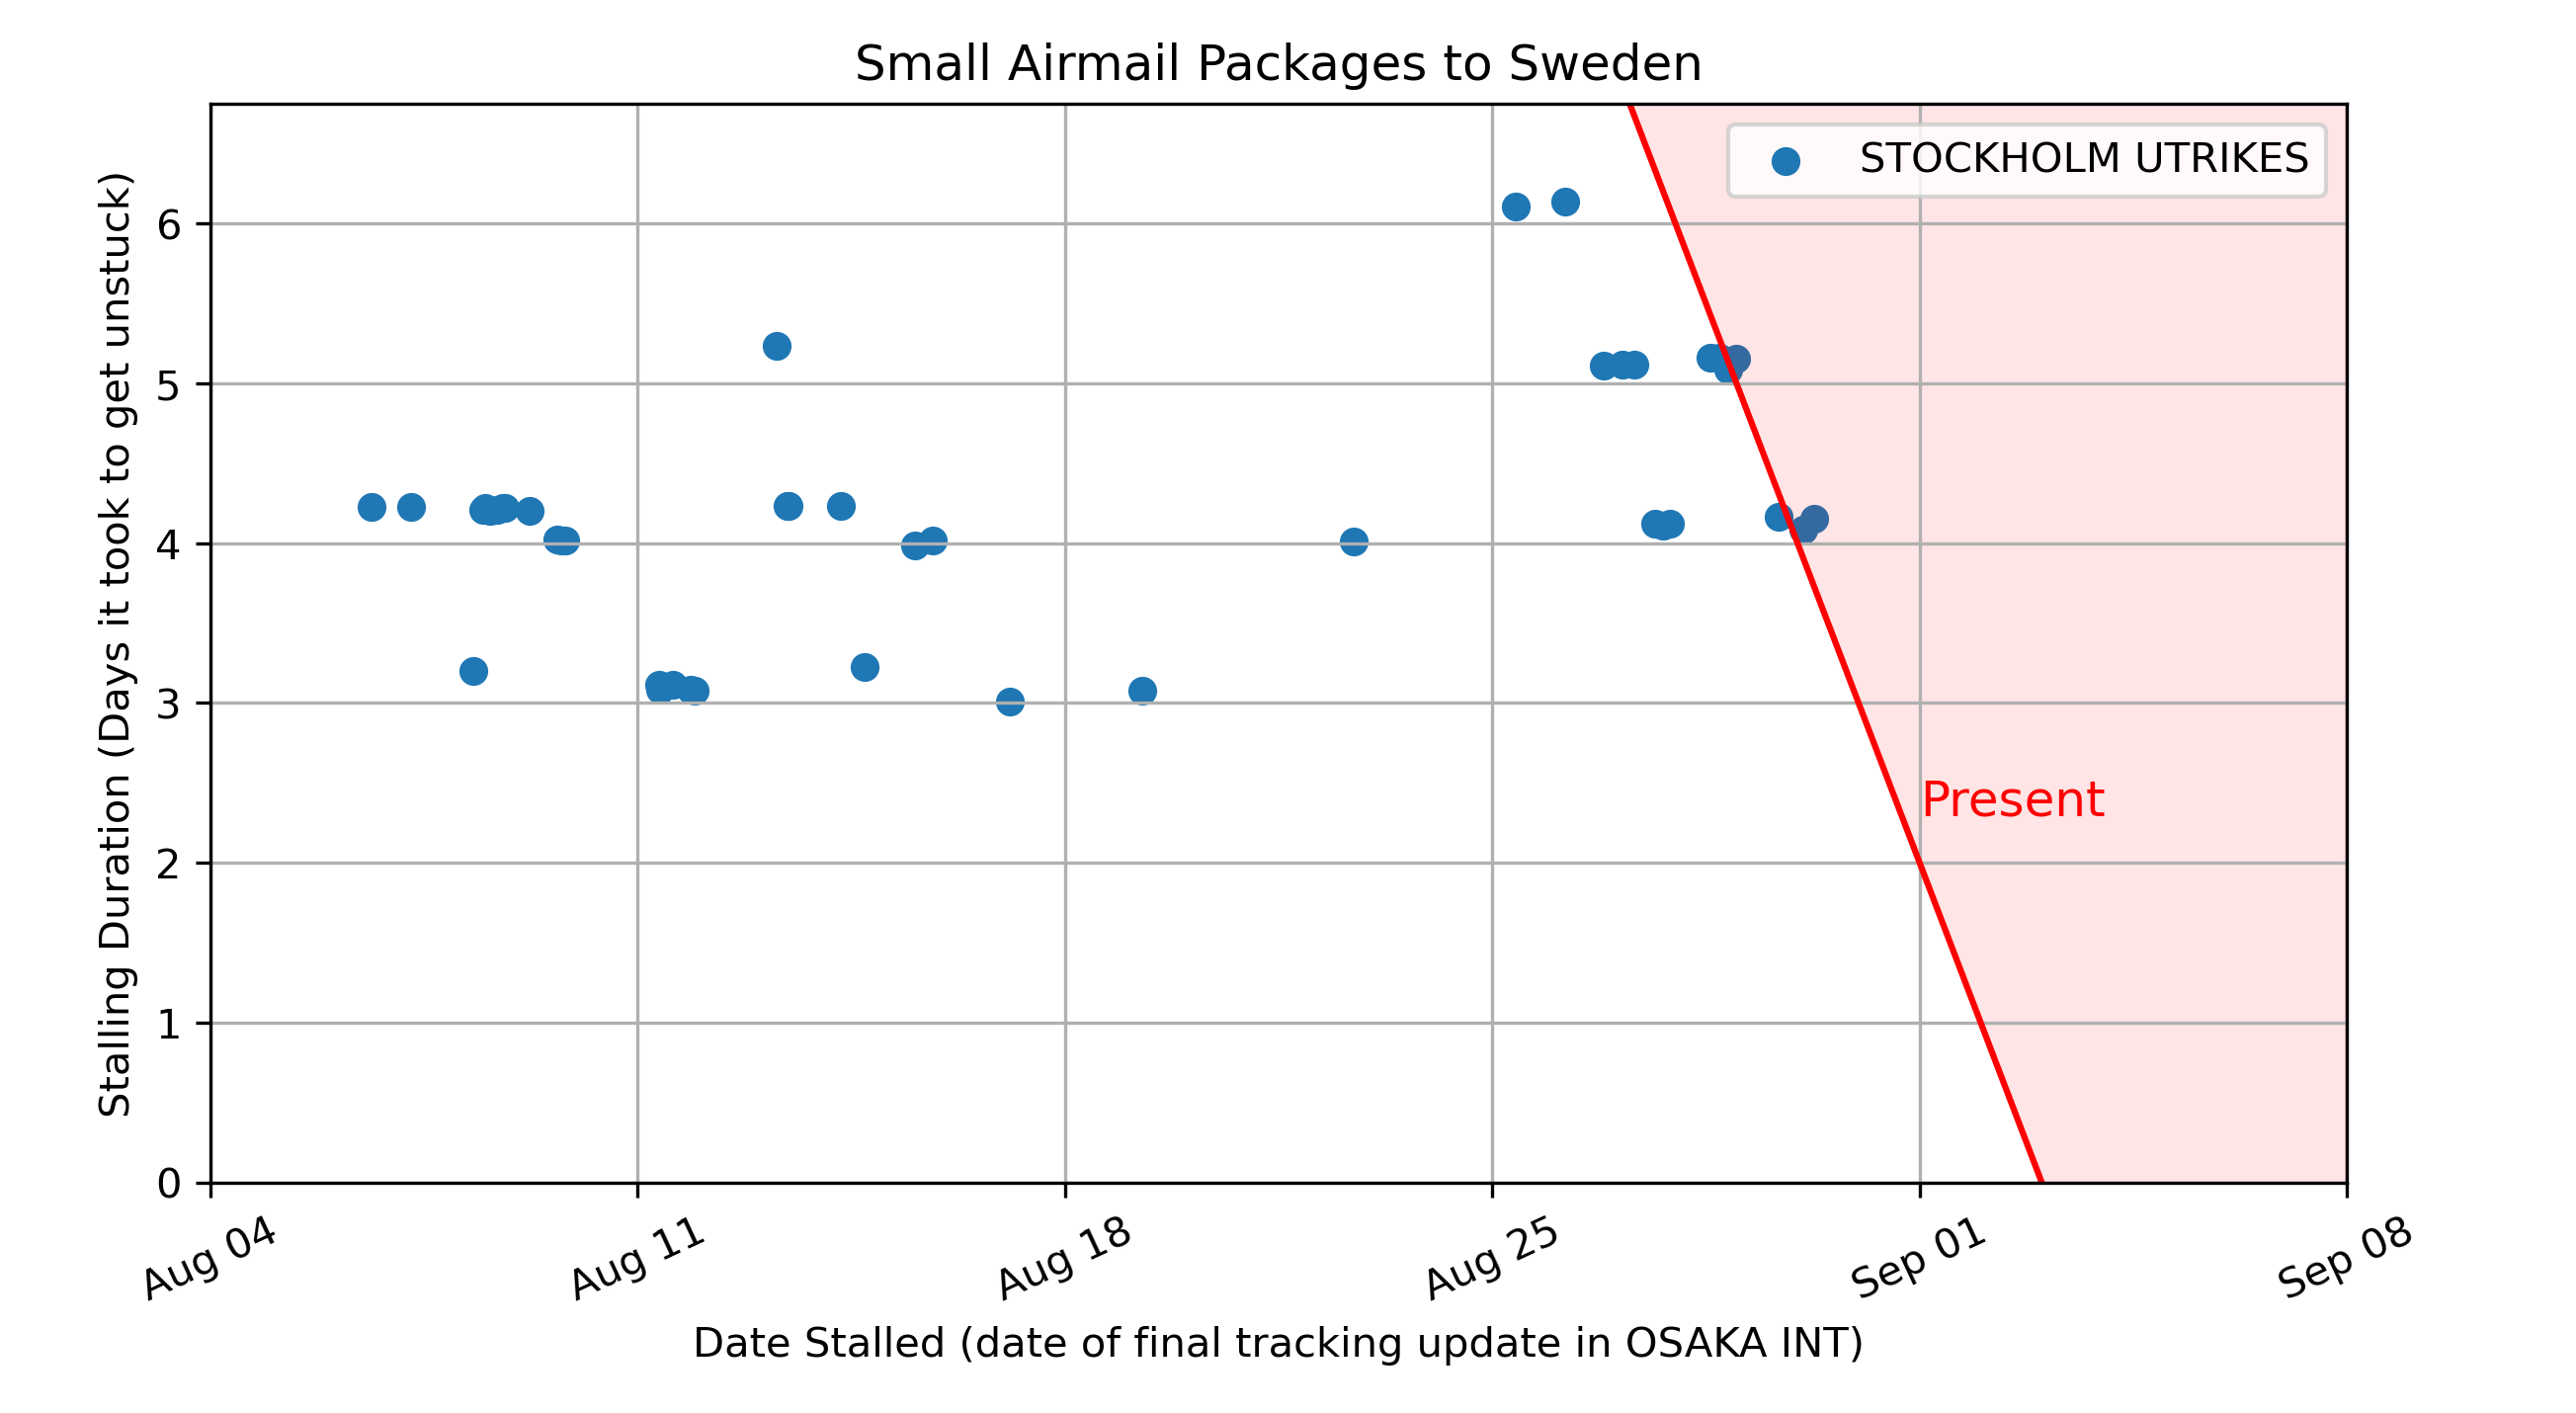 Small Airmail Packages to Sweden
STOCKHOLM UTRIKES
Stalling Duration (Days it took to get unstuck)
6
5
4
3
2
1
0
Present
Aug 04
Aug 11
Aug 18
Aug 25
Sep 01
Sep 08
Date Stalled (date of final tracking update in OSAKA INT)